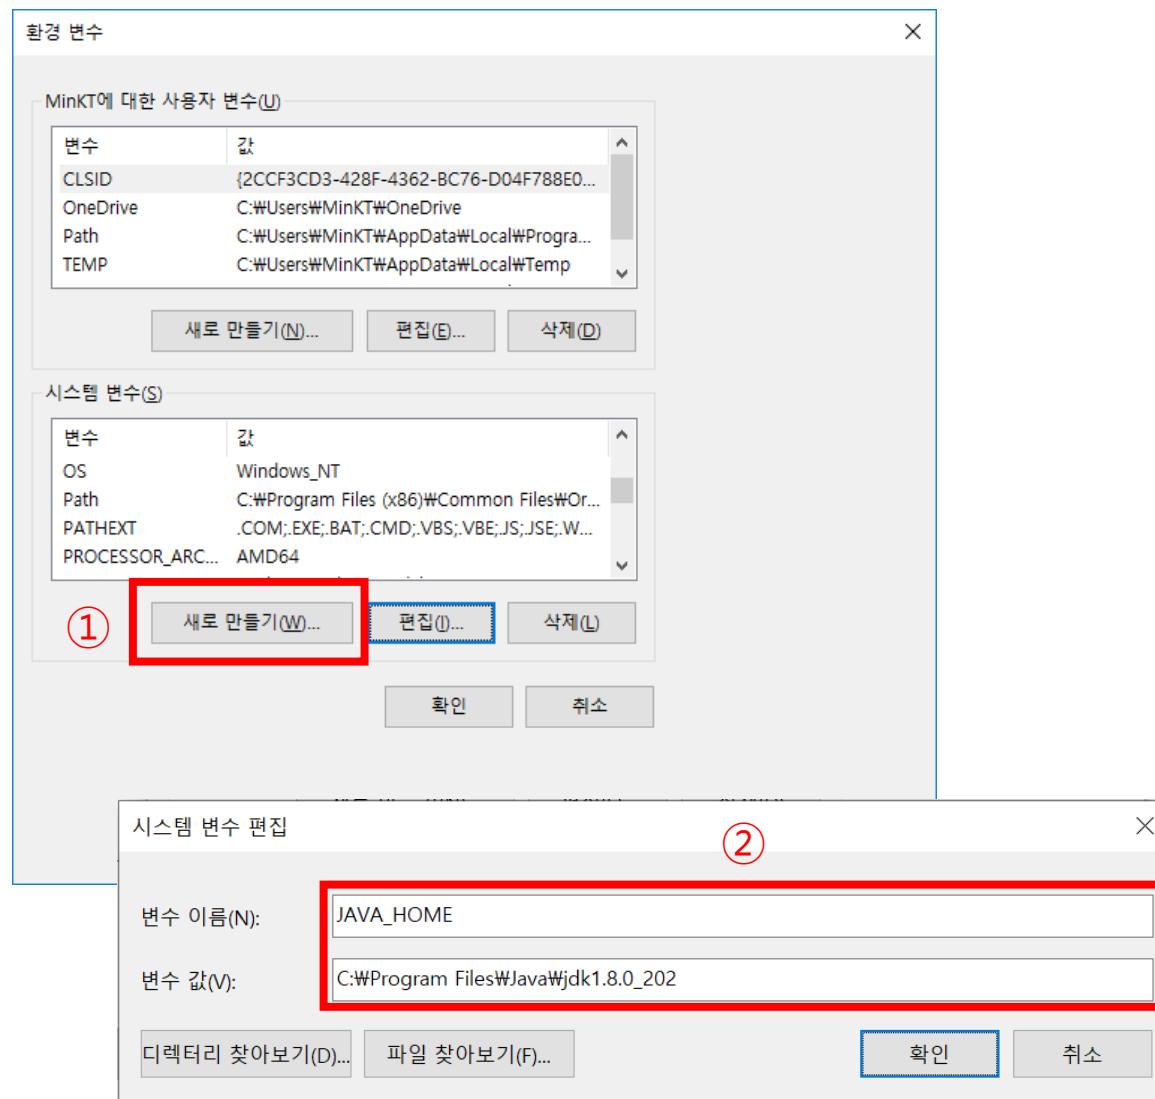 환경 변수
MinKT에 대한 사용자 변수(U)
변수 값
CLSID {2CCF3CD3-428F-4362-BC76-D04F788E0...
OneDrive C:₩Users₩MinKT₩OneDrive
Path C:₩Users₩MinKT₩AppData₩Local₩Progra...
TEMP C:₩Users₩MinKT₩AppData₩Local₩Temp
새로 만들기(N)... 편집(E)... 삭제(D)
시스템 변수(S)
변수 값
OS Windows_NT
Path C:₩Program Files (x86)₩Common Files₩Or...
PATHEXT .COM;.EXE;.BAT;.CMD;.VBS;.VBE;.JS;.JSE;.W...
PROCESSOR_ARC... AMD64
① 새로 만들기(W)... 편집(I)... 삭제(L)
확인 취소
시스템 변수 편집
②
변수 이름(N): JAVA_HOME
변수 값(V): C:₩Program Files₩Java₩jdk1.8.0_202
디렉터리 찾아보기(D)... 파일 찾아보기(F)... 확인 취소